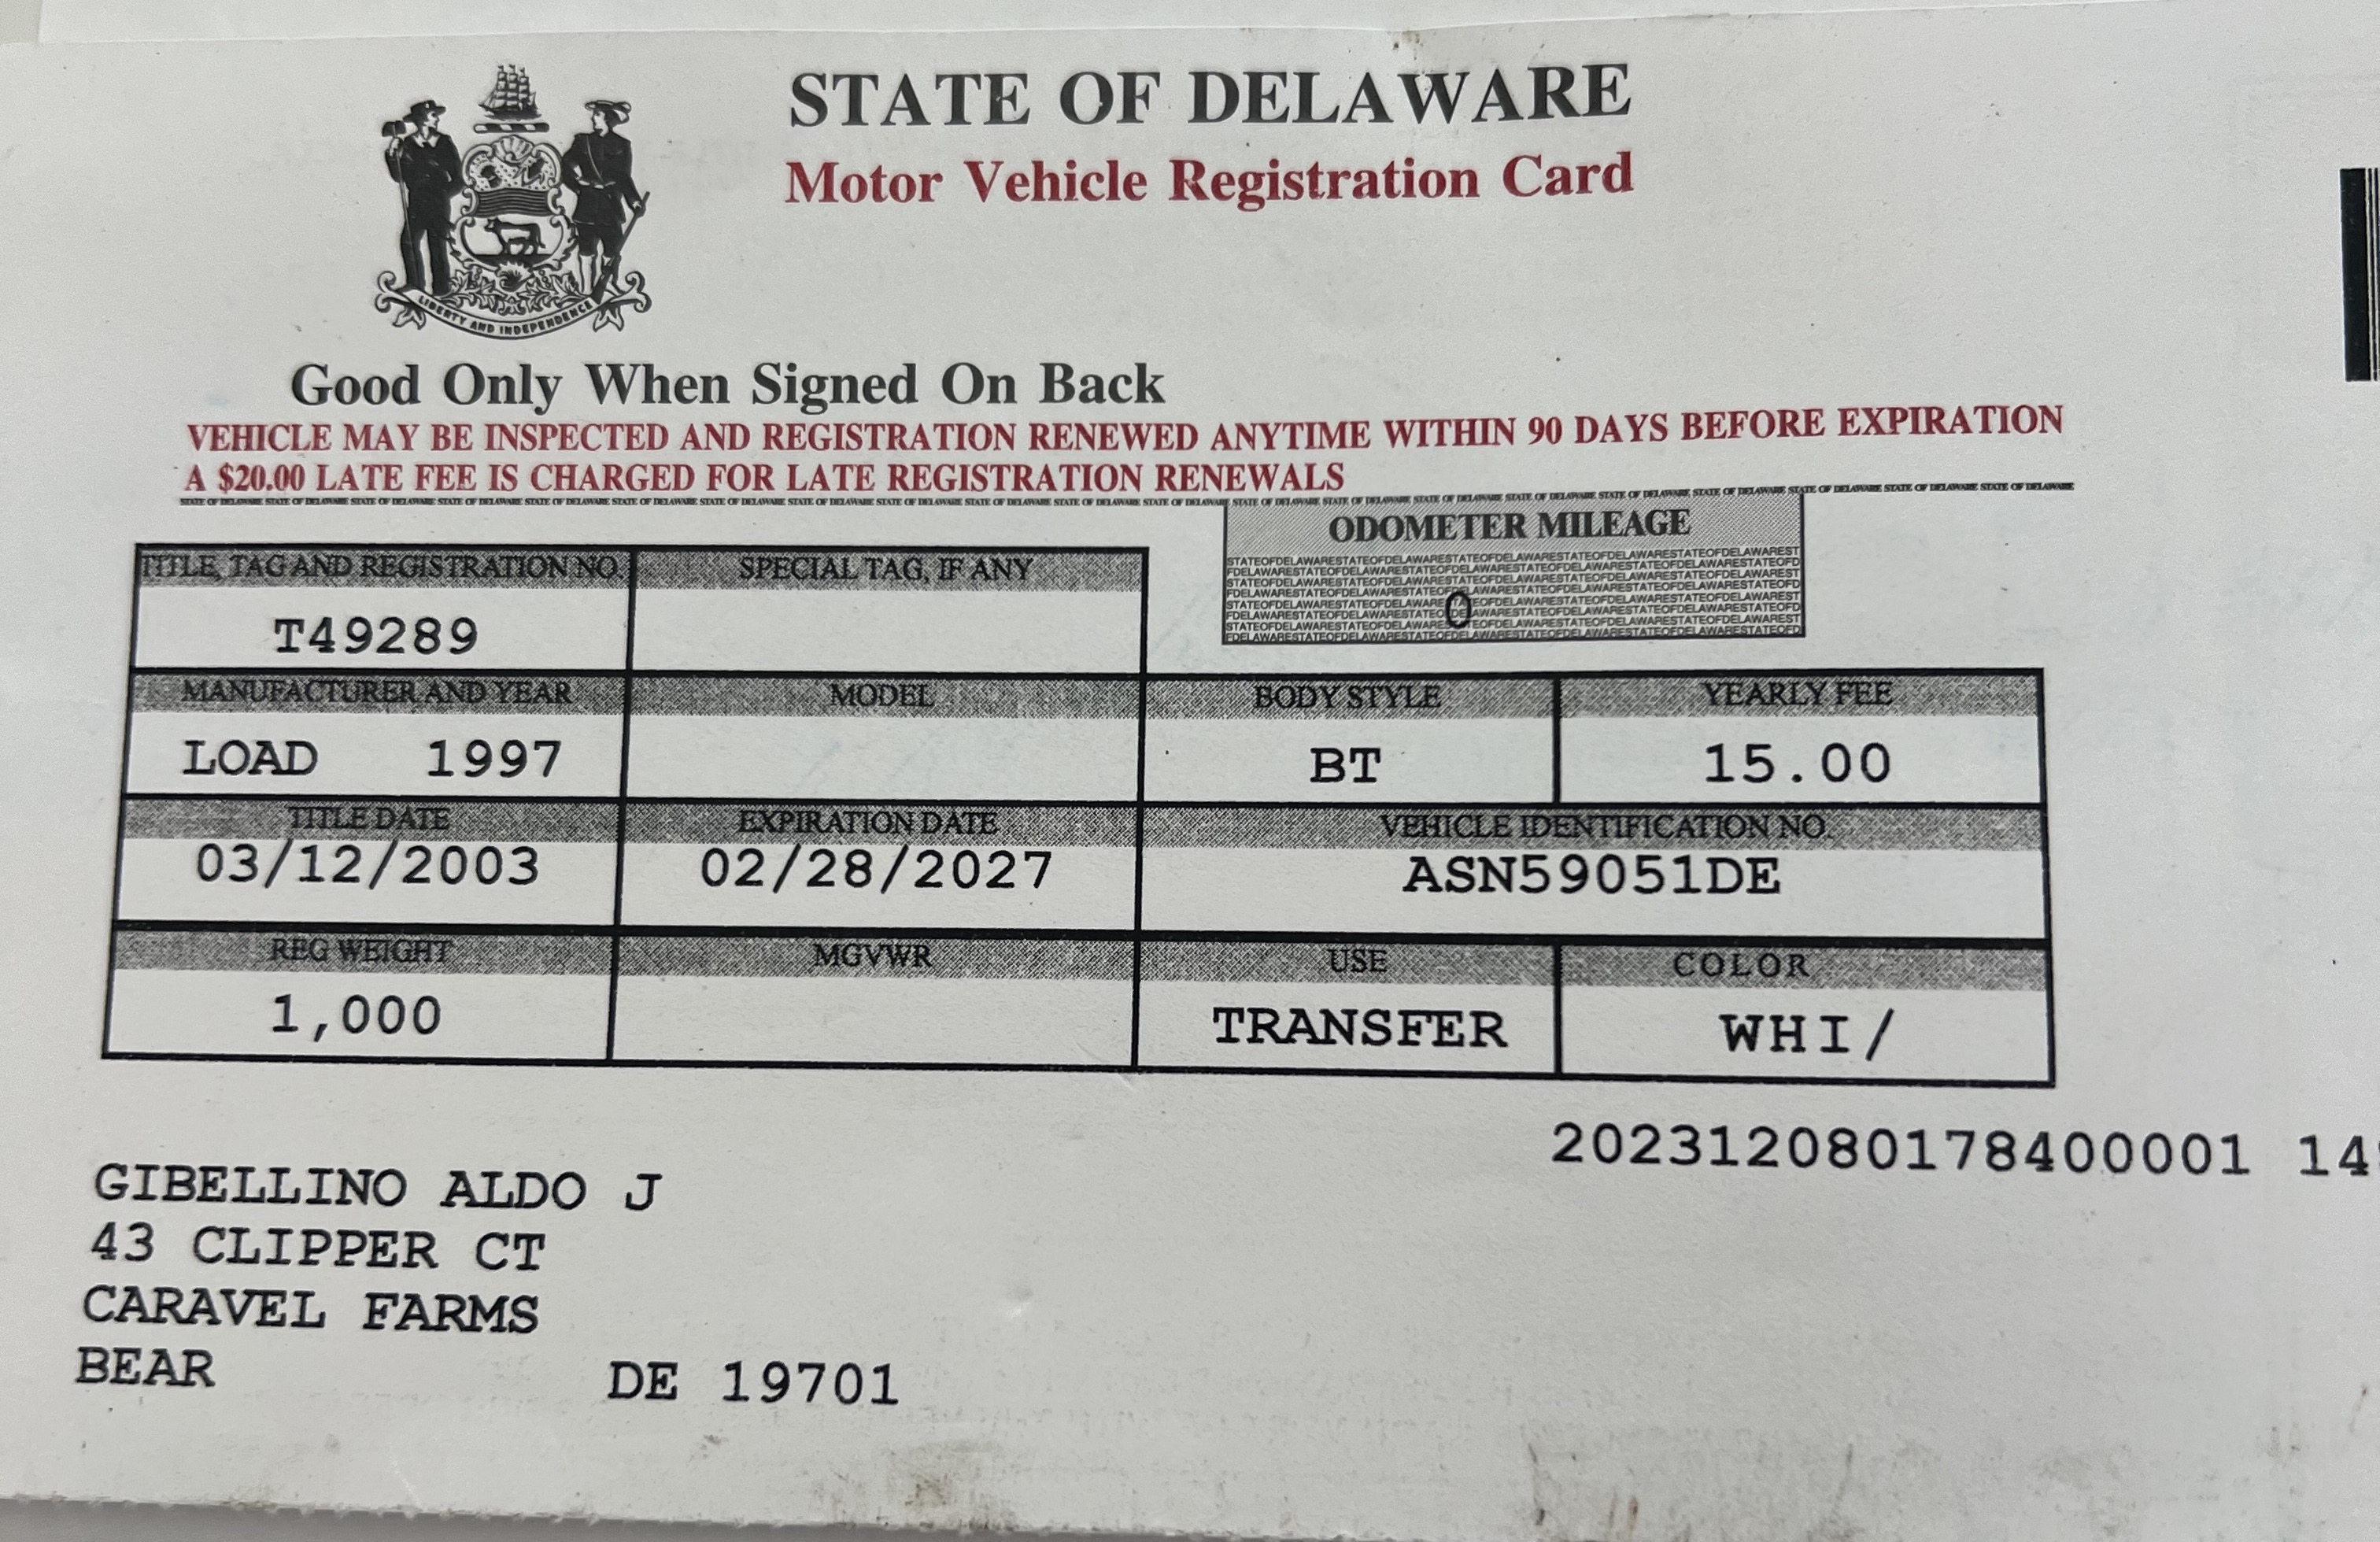 STATE OF DELAWARE
Motor Vehicle Registration Card
LIBERTY AND INDEPENDENCE
Good Only When Signed On Back
VEHICLE MAY BE INSPECTED AND REGISTRATION RENEWED ANYTIME WITHIN 90 DAYS BEFORE EXPIRATION
A $20.00 LATE FEE IS CHARGED FOR LATE REGISTRATION RENEWALS
ODOMETER MILEAGE
0
TITLE, TAG AND REGISTRATION NO. SPECIAL TAG, IF ANY
T49289
MANUFACTURER AND YEAR MODEL BODY STYLE YEARLY FEE
LOAD 1997 BT 15.00
TITLE DATE EXPIRATION DATE VEHICLE IDENTIFICATION NO.
03/12/2003 02/28/2027 ASN59051DE
REG WEIGHT MGVWR USE COLOR
1,000 TRANSFER WHI/
202312080178400001 14
GIBELLINO ALDO J
43 CLIPPER CT
CARAVEL FARMS
BEAR DE 19701